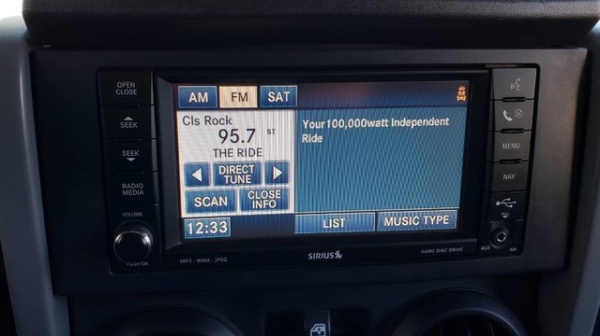 OPEN
CLOSE
SEEK
SEEK
RADIO
MEDIA
VOLUME
AM FM SAT
Cls Rock
95.7 ST
THE RIDE
DIRECT
TUNE
SCAN
CLOSE
INFO
12:33
Your 100,000watt Independent
Ride
LIST
MUSIC TYPE
MP3 - WMA - JPEG
SIRIUS
HARD DISC DRIVE
MENU
NAV
AUX